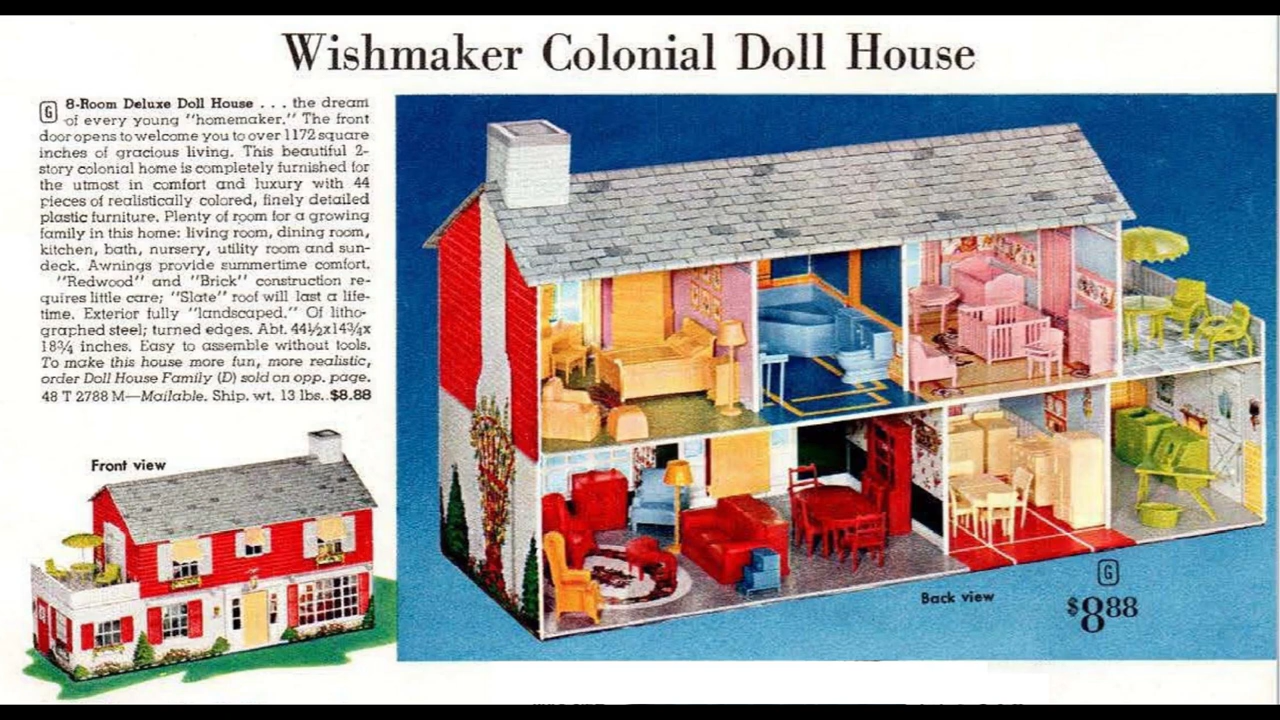 Wishmaker Colonial Doll House
G 8-Room Deluxe Doll House . . . the dream
of every young "homemaker." The front
door opens to welcome you to over 1172 square
inches of gracious living. This beautiful 2-
story colonial home is completely furnished for
the utmost in comfort and luxury with 44
pieces of realistically colored, finely detailed
plastic furniture. Plenty of room for a growing
family in this home: living room, dining room,
kitchen, bath, nursery, utility room and sun-
deck. Awnings provide summertime comfort.
"Redwood" and "Brick" construction re-
quires little care; "Slate" roof will last a life-
time. Exterior fully "landscaped." Of litho-
graphed steel; turned edges. Abt. 44½x14¾x
18¾ inches. Easy to assemble without tools.
To make this house more fun, more realistic,
order Doll House Family (D) sold on opp. page.
48 T 2788 M—Mailable. Ship. wt. 13 lbs. .$8.88
Front view
Back view
G
$8 88